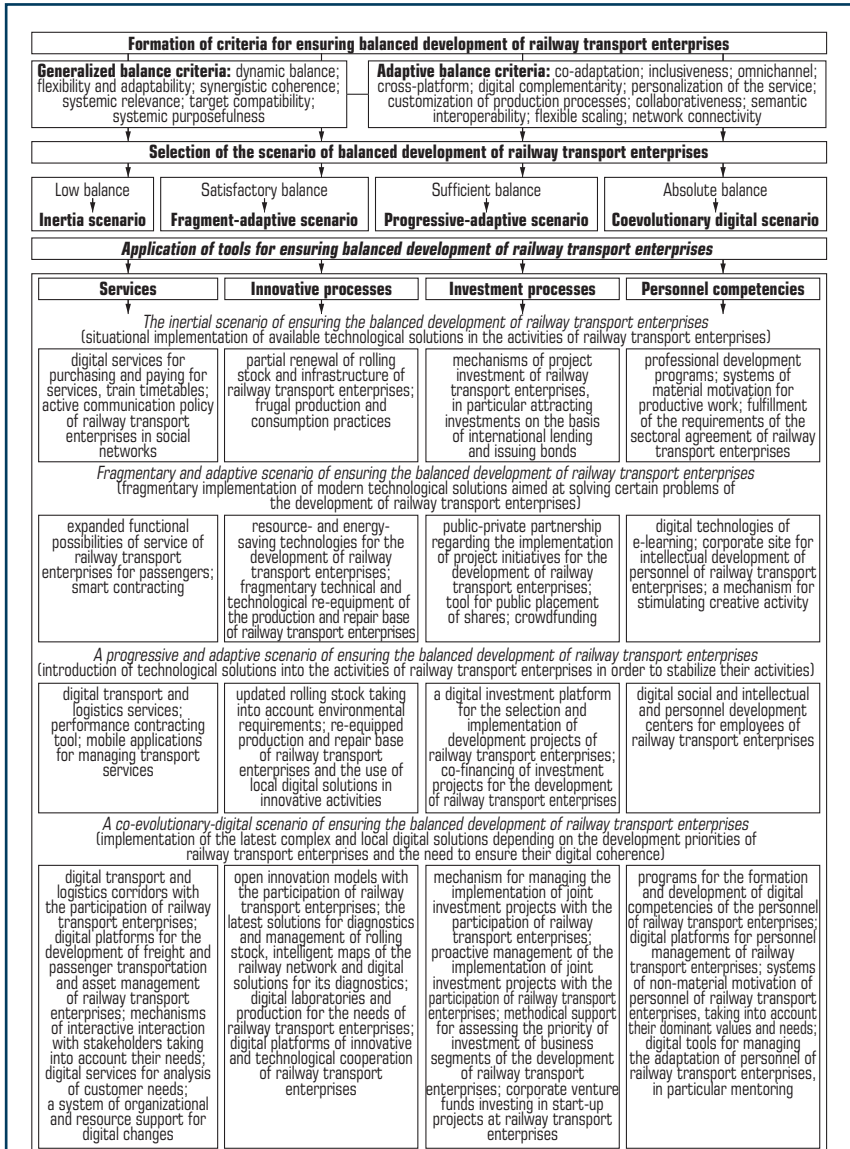 Formation of criteria for ensuring balanced development of railway transport enterprises
Generalized balance criteria: dynamic balance;
flexibility and adaptability; synergistic coherence;
systemic relevance; target compatibility;
systemic purposefulness
Adaptive balance criteria: co-adaptation; inclusiveness; omnichannel;
cross-platform; digital complementarity; personalization of the service;
customization of production processes; collaborativeness; semantic
interoperability; flexible scaling; network connectivity
Selection of the scenario of balanced development of railway transport enterprises
Low balance
Inertia scenario
Satisfactory balance
Fragment-adaptive scenario
Sufficient balance
Progressive-adaptive scenario
Absolute balance
Coevolutionary digital scenario
Application of tools for ensuring balanced development of railway transport enterprises
Services
Innovative processes
Investment processes
Personnel competencies
The inertial scenario of ensuring the balanced development of railway transport enterprises
(situational implementation of available technological solutions in the activities of railway transport enterprises)
digital services for
purchasing and paying for
services, train timetables;
active communication policy
of railway transport
enterprises in social
networks
partial renewal of rolling
stock and infrastructure of
railway transport enterprises;
frugal production and
consumption practices
mechanisms of project
investment of railway
transport enterprises,
in particular attracting
investments on the basis
of international lending
and issuing bonds
professional development
programs; systems of
material motivation for
productive work; fulfillment
of the requirements of the
sectoral agreement of railway
transport enterprises
Fragmentary and adaptive scenario of ensuring the balanced development of railway transport enterprises
(fragmentary implementation of modern technological solutions aimed at solving certain problems of
the development of railway transport enterprises)
expanded functional
possibilities of service of
railway transport
enterprises for passengers;
smart contracting
resource- and energy-
saving technologies for the
development of railway
transport enterprises;
fragmentary technical and
technological re-equipment of
the production and repair base
of railway transport enterprises
public-private partnership
regarding the implementation
of project initiatives for the
development of railway
transport enterprises;
tool for public placement
of shares; crowdfunding
digital technologies of
e-learning; corporate site for
intellectual development of
personnel of railway transport
enterprises; a mechanism for
stimulating creative activity
A progressive and adaptive scenario of ensuring the balanced development of railway transport enterprises
(introduction of technological solutions into the activities of railway transport enterprises in order to stabilize their activities)
digital transport and
logistics services;
performance contracting
tool; mobile applications
for managing transport
services
updated rolling stock taking
into account environmental
requirements; re-equipped
production and repair base
of railway transport
enterprises and the use of
local digital solutions in
innovative activities
a digital investment platform
for the selection and
implementation of
development projects of
railway transport enterprises;
co-financing of investment
projects for the development
of railway transport enterprises
digital social and intellectual
and personnel development
centers for employees of
railway transport enterprises
A co-evolutionary-digital scenario of ensuring the balanced development of railway transport enterprises
(implementation of the latest complex and local digital solutions depending on the development priorities of
railway transport enterprises and the need to ensure their digital coherence)
digital transport and
logistics corridors with
the participation of railway
transport enterprises;
digital platforms for the
development of freight and
passenger transportation
and asset management
of railway transport
enterprises; mechanisms
of interactive interaction
with stakeholders taking
into account their needs;
digital services for analysis
of customer needs;
a system of organizational
and resource support for
digital changes
open innovation models with
the participation of railway
transport enterprises; the
latest solutions for diagnostics
and management of rolling
stock, intelligent maps of the
railway network and digital
solutions for its diagnostics;
digital laboratories and
production for the needs of
railway transport enterprises;
digital platforms of innovative
and technological cooperation
of railway transport
enterprises
mechanism for managing the
implementation of joint
investment projects with the
participation of railway
transport enterprises;
proactive management of the
implementation of joint
investment projects with the
participation of railway transport
enterprises; methodical support
for assessing the priority of
investment of business
segments of the development
of railway transport
enterprises; corporate venture
funds investing in start-up
projects at railway transport
enterprises
programs for the formation
and development of digital
competencies of the personnel
of railway transport enterprises;
digital platforms for personnel
management of railway
transport enterprises; systems
of non-material motivation of
personnel of railway transport
enterprises, taking into account
their dominant values and needs;
digital tools for managing
the adaptation of personnel of
railway transport enterprises,
in particular mentoring